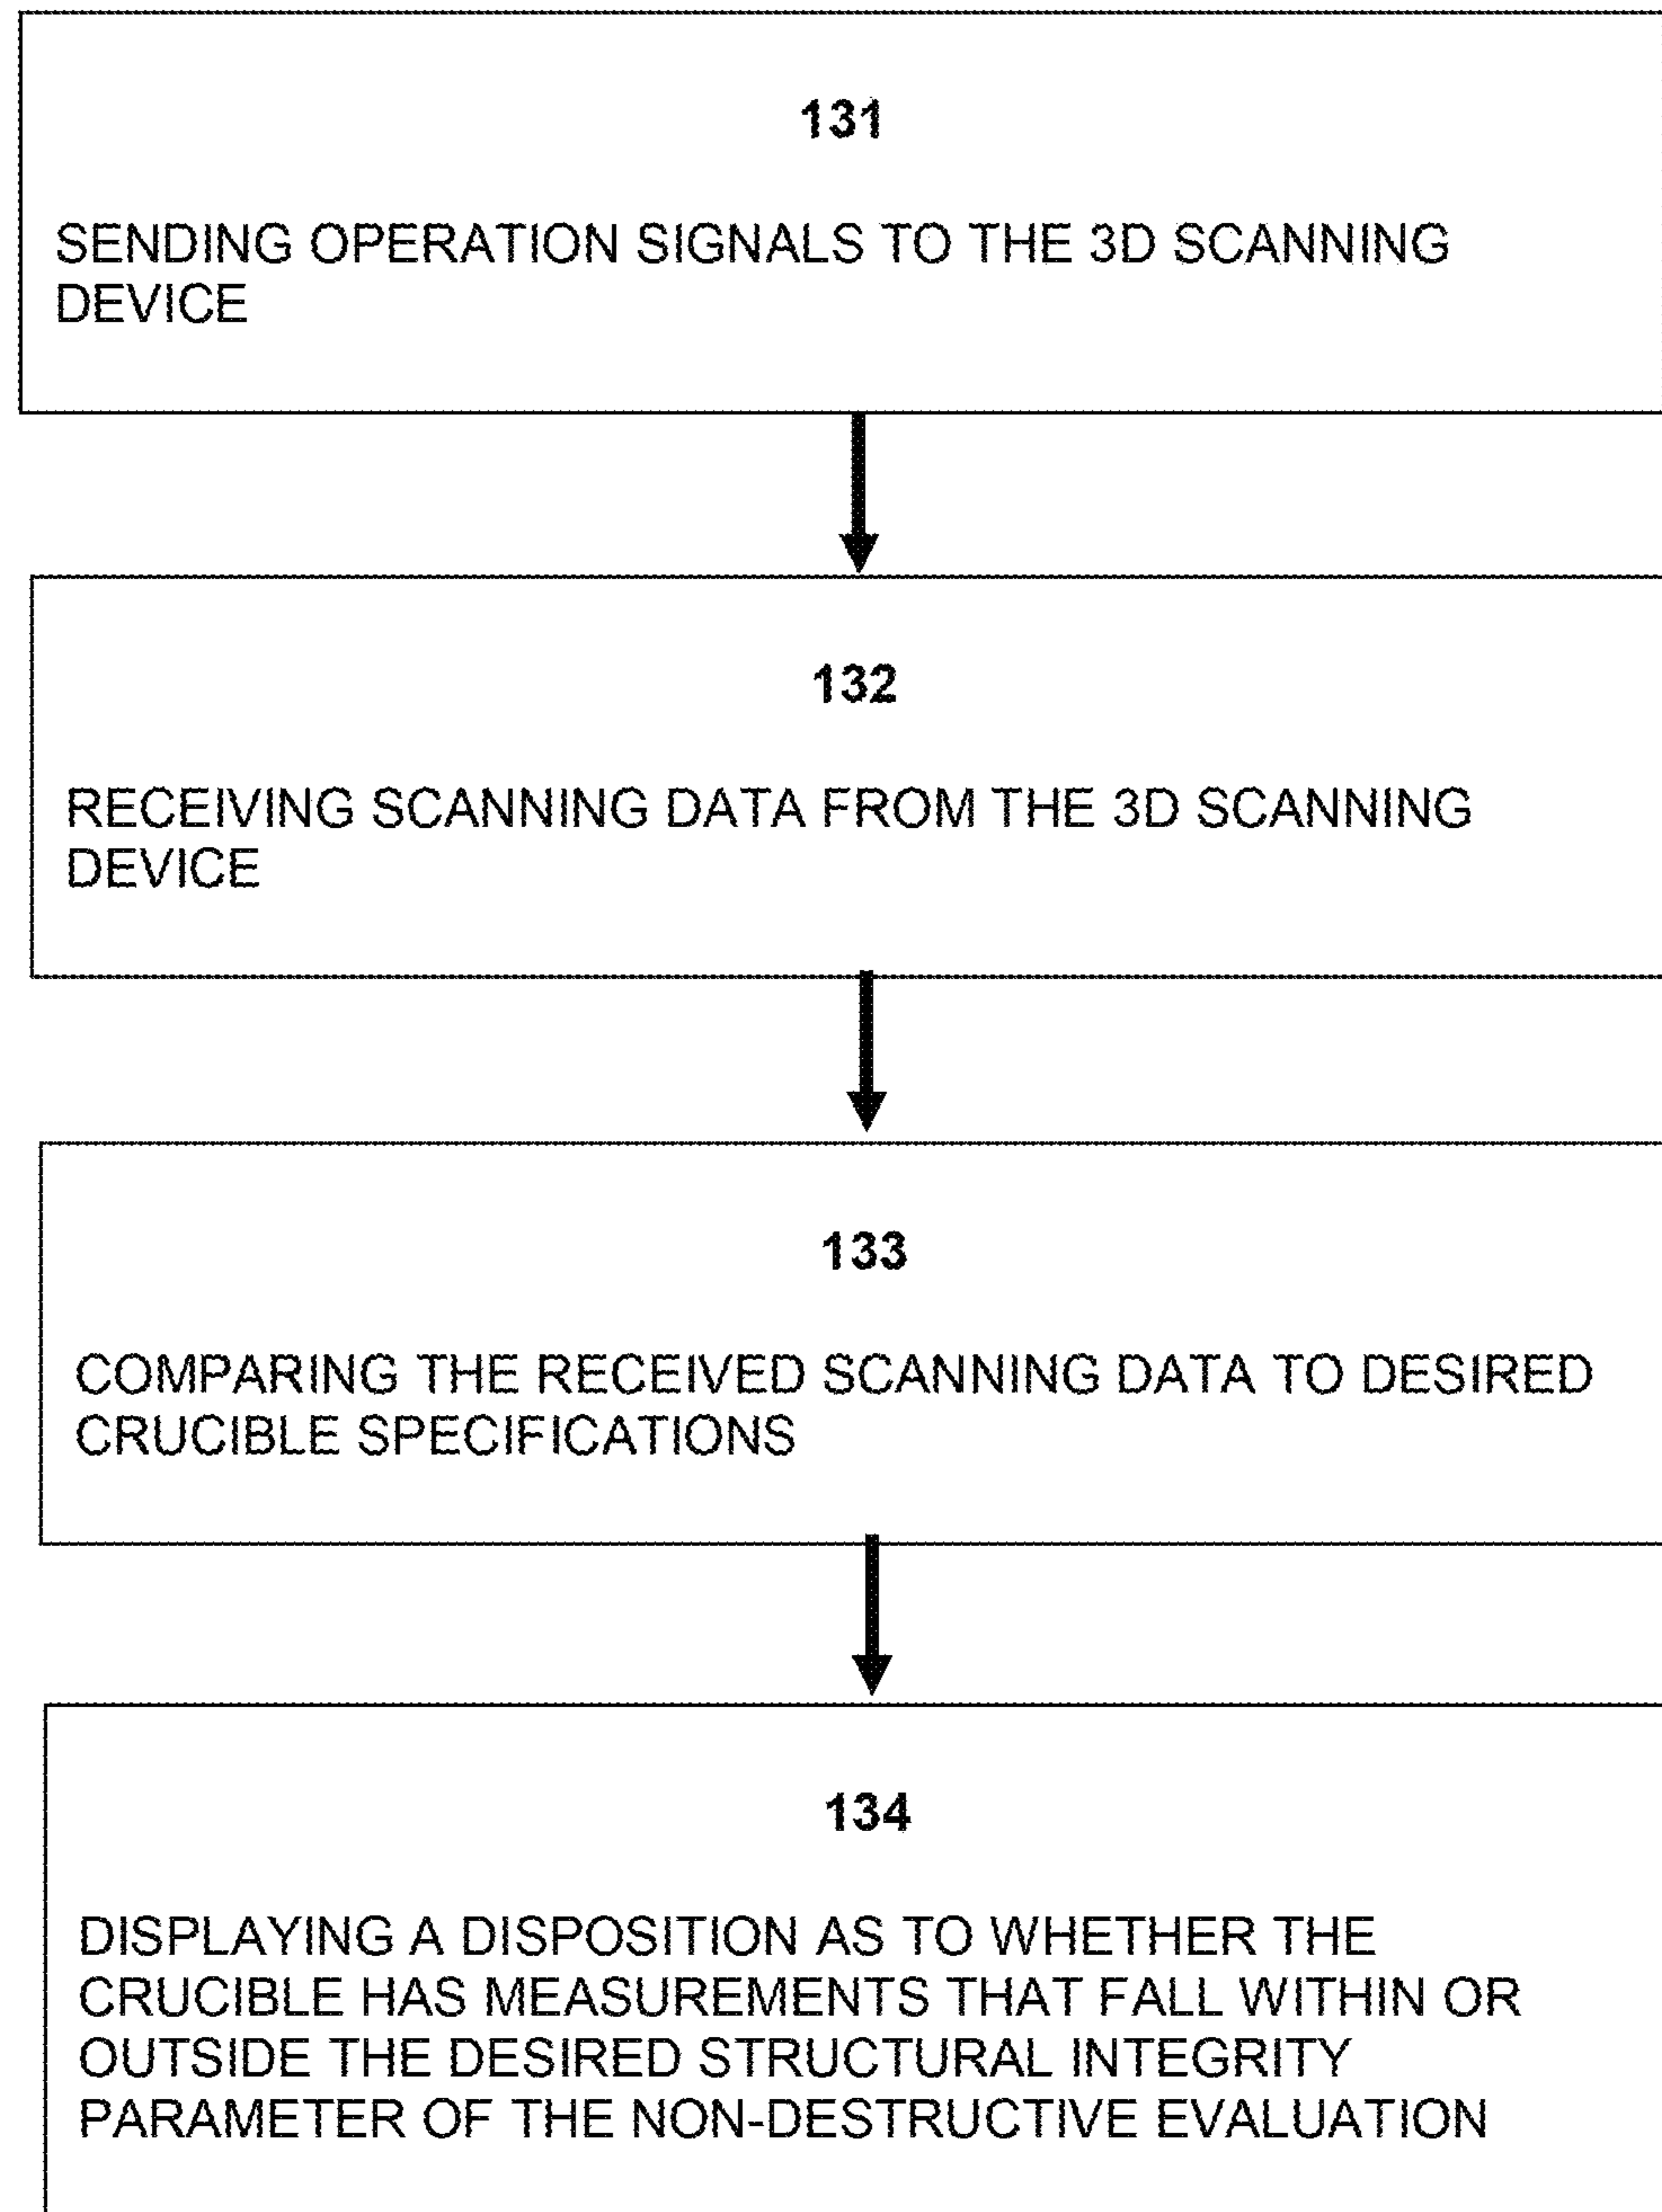 131
SENDING OPERATION SIGNALS TO THE 3D SCANNING
DEVICE
132
RECEIVING SCANNING DATA FROM THE 3D SCANNING
DEVICE
133
COMPARING THE RECEIVED SCANNING DATA TO DESIRED
CRUCIBLE SPECIFICATIONS
134
DISPLAYING A DISPOSITION AS TO WHETHER THE
CRUCIBLE HAS MEASUREMENTS THAT FALL WITHIN OR
OUTSIDE THE DESIRED STRUCTURAL INTEGRITY
PARAMETER OF THE NON-DESTRUCTIVE EVALUATION